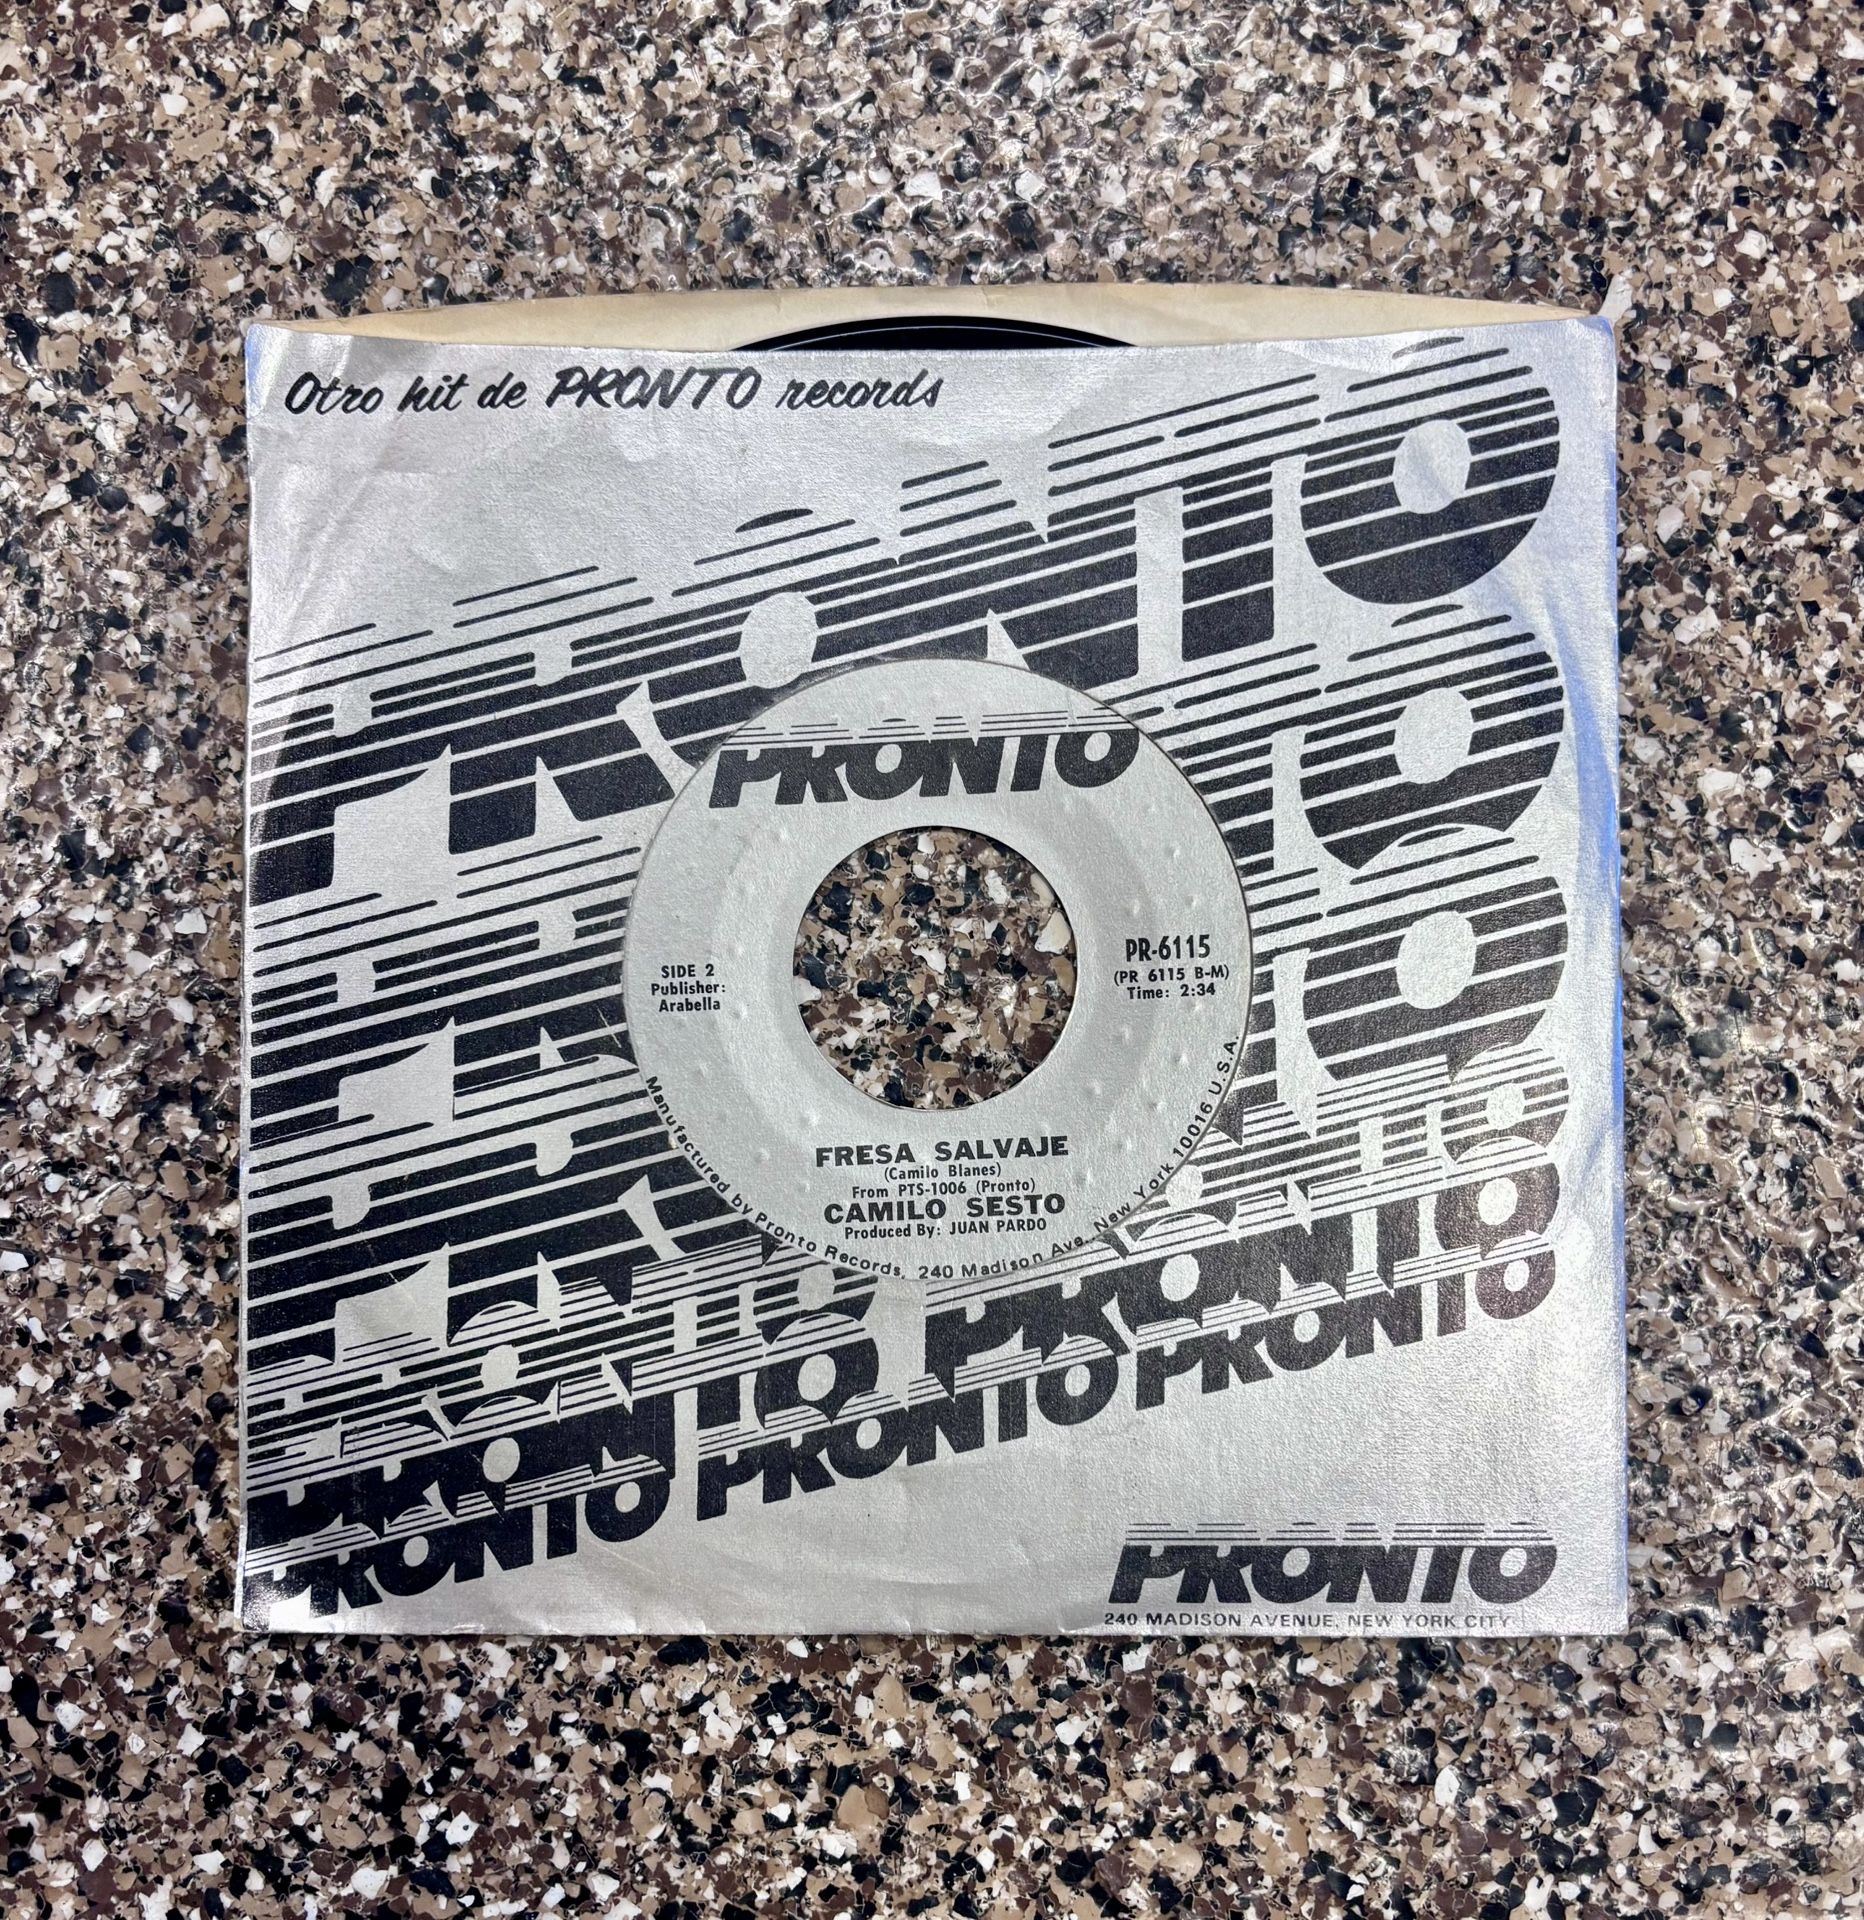 Otro hit de PRONTO records
PRONTO
PRONTO
SIDE 2
Publisher:
Arabella
PR-6115
(PR 6115 B-M)
Time: 2:34
FRESA SALVAJE
(Camilo Blanes)
From PTS-1006 (Pronto)
CAMILO SESTO
Produced By: JUAN PARDO
Manufactured by Pronto Records, 240 Madison Ave., New York, New York 10016 U.S.A.
PRONTO PRONTO
PRONTO PRONTO PRONTO
PRONTO
240 MADISON AVENUE, NEW YORK CITY